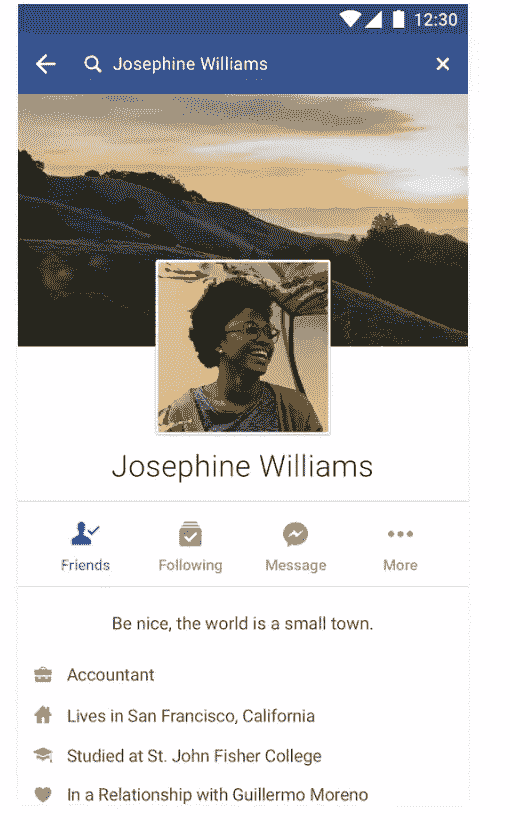 12:30
Josephine Williams
Josephine Williams
Friends Following Message More
Be nice, the world is a small town.
Accountant
Lives in San Francisco, California
Studied at St. John Fisher College
In a Relationship with Guillermo Moreno